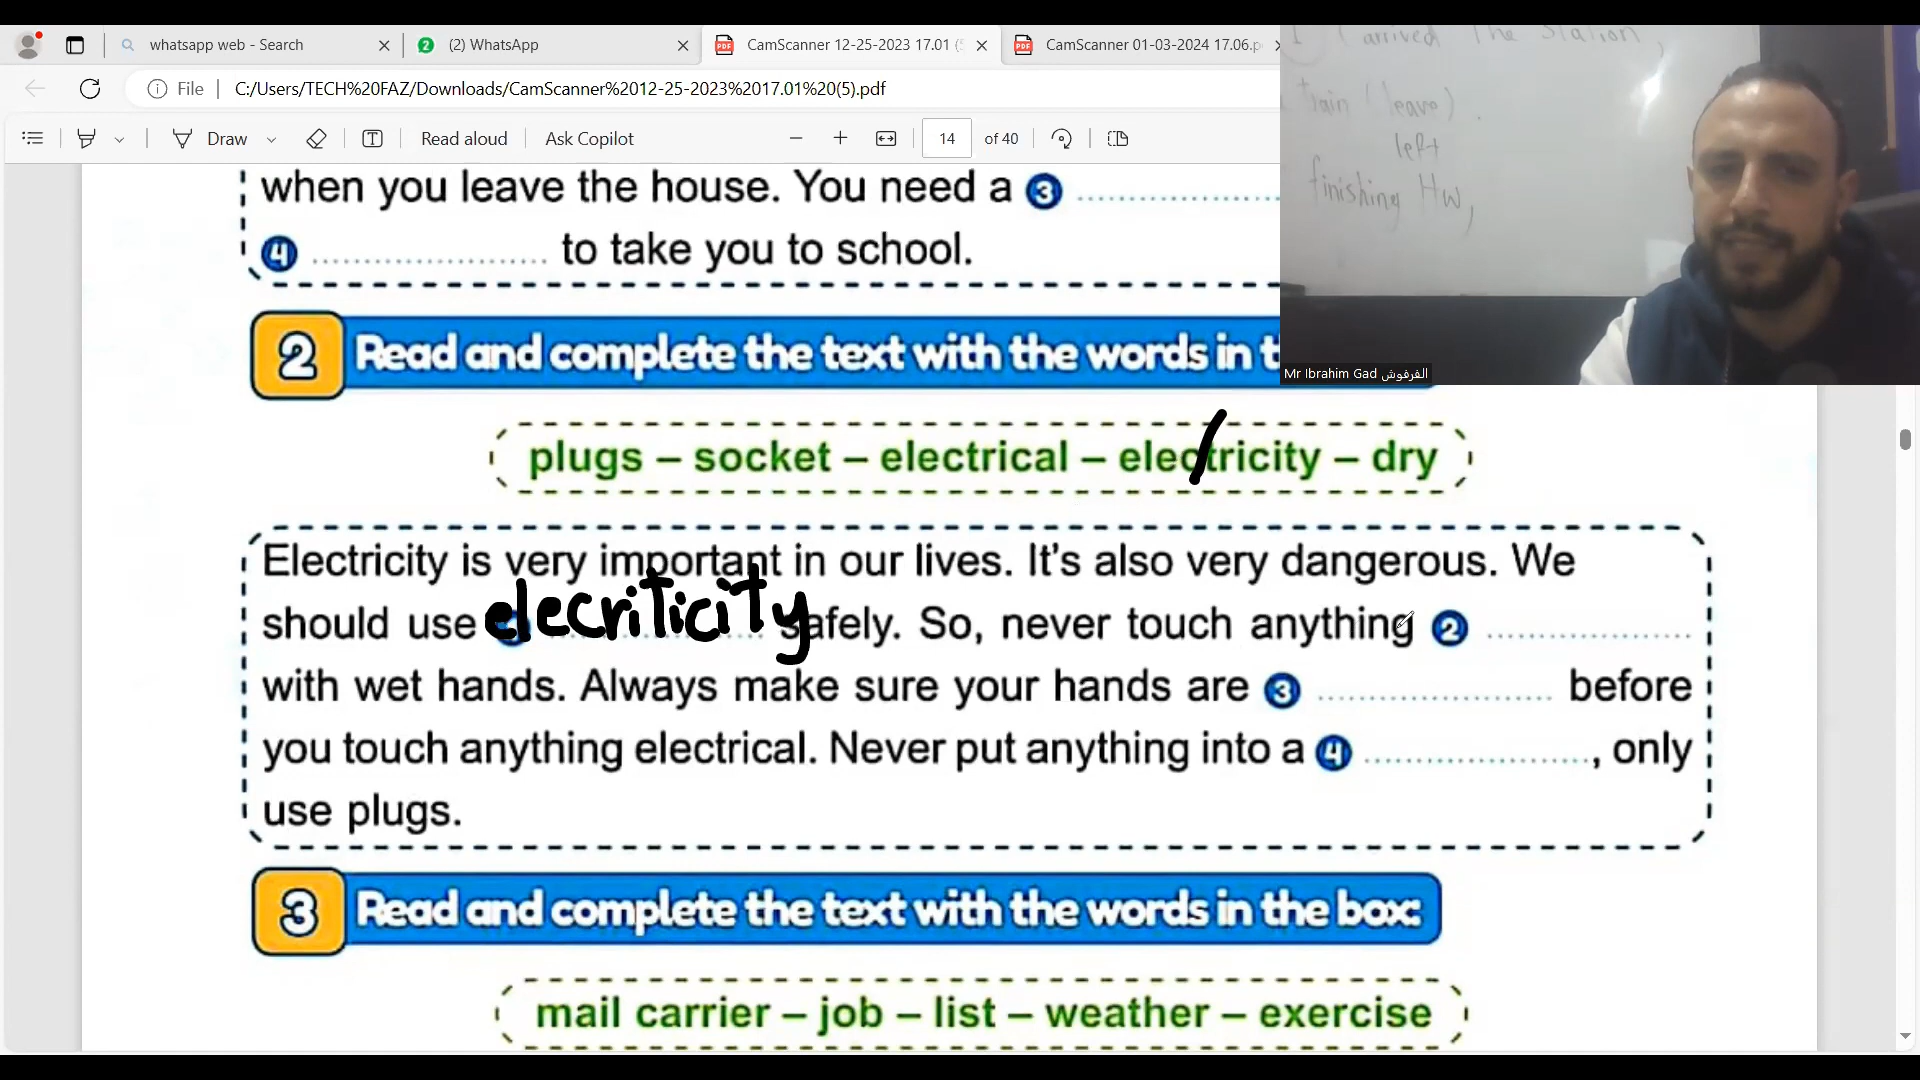 whatsapp web - Search
(2) WhatsApp
CamScanner 12-25-2023 17.01 (
CamScanner 01-03-2024 17.06.p
File
C:/Users/TECH%20FAZ/Downloads/CamScanner%2012-25-2023%2017.01%20(5).pdf
Draw
Read aloud
Ask Copilot
14 of 40
I (arrived The Station,
train (leave).
left
finishing HW,
Mr Ibrahim Gad الفرفوش
when you leave the house. You need a 3
4 to take you to school.
2 Read and complete the text with the words in t
plugs – socket – electrical – electricity – dry
Electricity is very important in our lives. It's also very dangerous. We
should use elecriticity safely. So, never touch anything 2
with wet hands. Always make sure your hands are 3 before
you touch anything electrical. Never put anything into a 4 , only
use plugs.
3 Read and complete the text with the words in the box:
mail carrier – job – list – weather – exercise